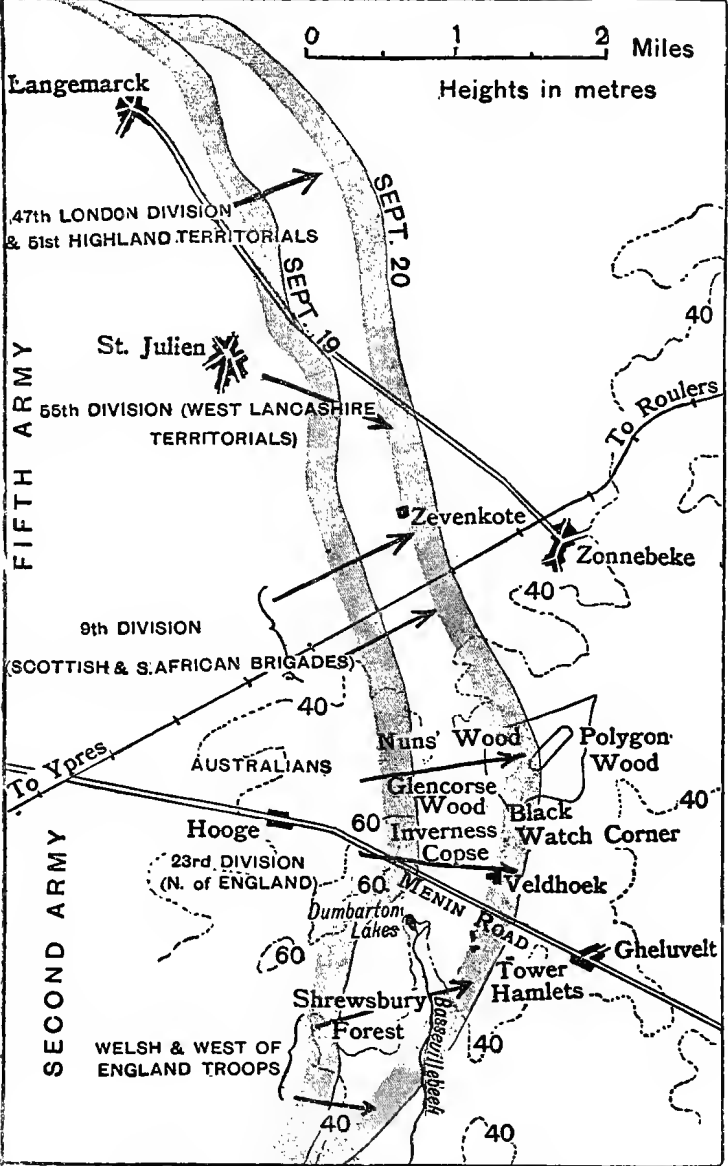 0 1 2 Miles
Heights in metres
Langemarck
47th LONDON DIVISION
& 51st HIGHLAND TERRITORIALS
SEPT. 20
SEPT. 19
40
St. Julien
FIFTH ARMY
55th DIVISION (WEST LANCASHIRE
TERRITORIALS)
To Roulers
Zevenkote
Zonnebeke
40
9th DIVISION
(SCOTTISH & S. AFRICAN BRIGADES)
40
To Ypres
Nuns' Wood
Polygon
Wood
AUSTRALIANS
Glencorse
Wood
40
Hooge
60
Inverness
Copse
Black
Watch Corner
23rd DIVISION
(N. of ENGLAND)
60
MENIN ROAD
Veldhoek
SECOND ARMY
Dumbarton
Lakes
60
Gheluvelt
Tower
Hamlets
Shrewsbury
Forest
Bassevillebeek
40
WELSH & WEST OF
ENGLAND TROOPS
40
40